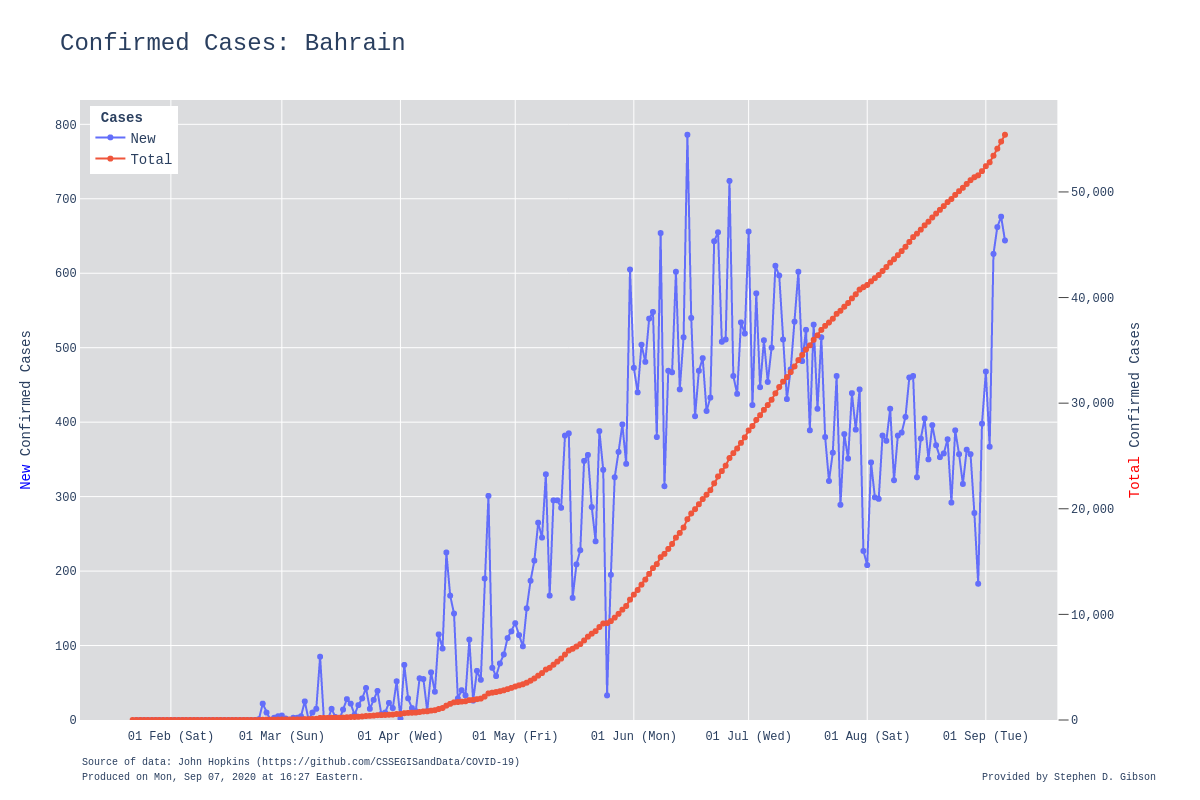 Confirmed Cases: Bahrain
Cases
New
Total
800
700
600
500
400
300
200
100
0
New Confirmed Cases
50,000
40,000
30,000
20,000
10,000
0
Total Confirmed Cases
01 Feb (Sat) 01 Mar (Sun) 01 Apr (Wed) 01 May (Fri) 01 Jun (Mon) 01 Jul (Wed) 01 Aug (Sat) 01 Sep (Tue)
Source of data: John Hopkins (https://github.com/CSSEGISandData/COVID-19)
Produced on Mon, Sep 07, 2020 at 16:27 Eastern.
Provided by Stephen D. Gibson